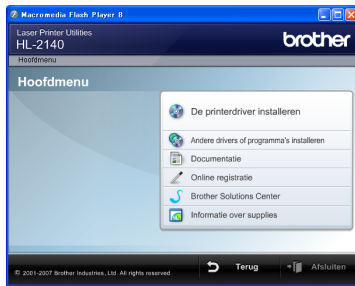 Macromedia Flash Player 8
Laser Printer Utilities
HL-2140
brother
Hoofdmenu
Hoofdmenu
De printerdriver installeren
Andere drivers of programma's installeren
Documentatie
Online registratie
Brother Solutions Center
Informatie over supplies
© 2001-2007 Brother Industries, Ltd. All rights reserved
Terug
Afsluiten